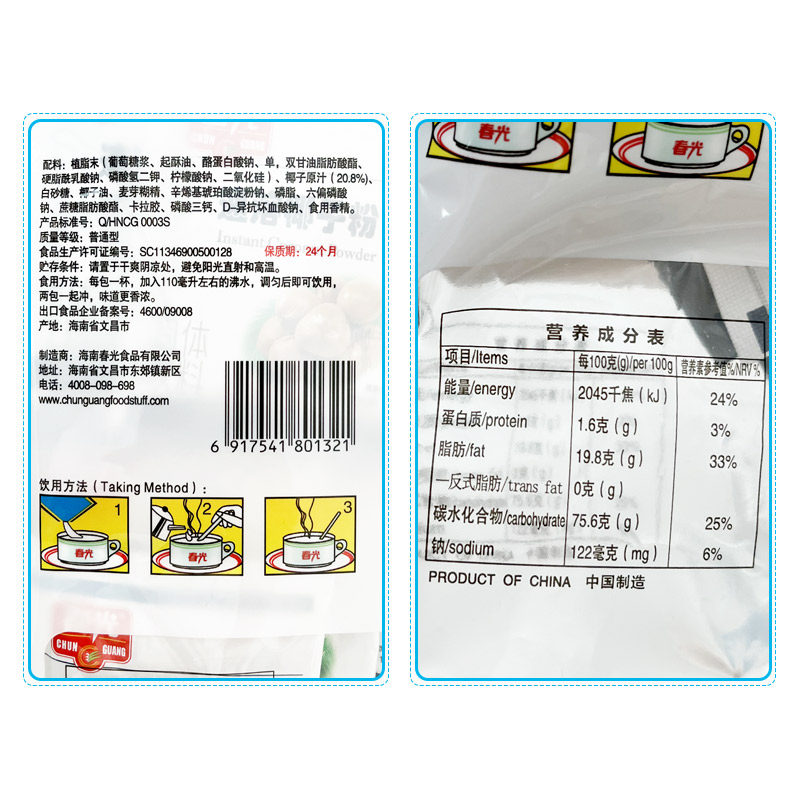 配料：植脂末（葡萄糖浆、起酥油、酪蛋白酸钠、单，双甘油脂肪酸酯、
硬脂酰乳酸钠、磷酸氢二钾、柠檬酸钠、二氧化硅）、椰子原汁（20.8%）、
白砂糖、椰子油、麦芽糊精、辛烯基琥珀酸淀粉钠、磷脂、六偏磷酸
钠、蔗糖脂肪酸酯、卡拉胶、磷酸三钙、D-异抗坏血酸钠、食用香精。
产品标准号：Q/HNCG 0003S
质量等级：普通型
食品生产许可证编号：SC11346900500128 保质期：24个月
贮存条件：请置于干爽阴凉处，避免阳光直射和高温。
食用方法：每包一杯，加入110毫升左右的沸水，调匀后即可饮用，
两包一起冲，味道更香浓。
出口食品企业备案号：4600/09008
产地：海南省文昌市
制造商：海南春光食品有限公司
地址：海南省文昌市东郊镇新区
电话：4008-098-698
www.chunguangfoodstuff.com
6 917541 801321
饮用方法（Taking Method）：
1 2 3
春光 春光 春光
CHUN GUANG
春光 春光
营养成分表
项目/Items 每100克(g)/per 100g 营养素参考值%/NRV%
能量/energy 2045千焦（kJ） 24%
蛋白质/protein 1.6克（g） 3%
脂肪/fat 19.8克（g） 33%
—反式脂肪/trans fat 0克（g）
碳水化合物/carbohydrate 75.6克（g） 25%
钠/sodium 122毫克（mg） 6%
PRODUCT OF CHINA 中国制造